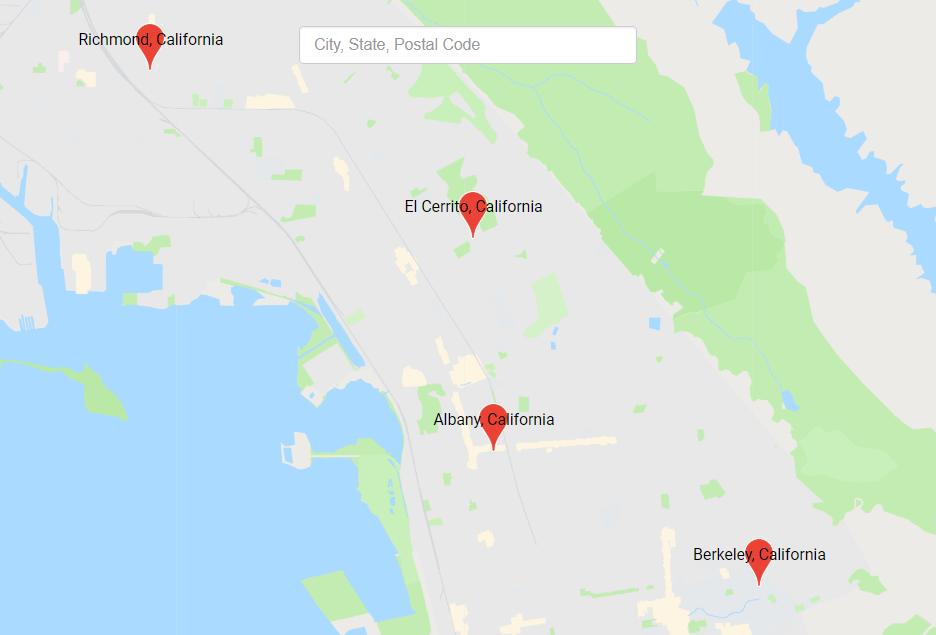 Richmond, California
City, State, Postal Code
El Cerrito, California
Albany, California
Berkeley, California